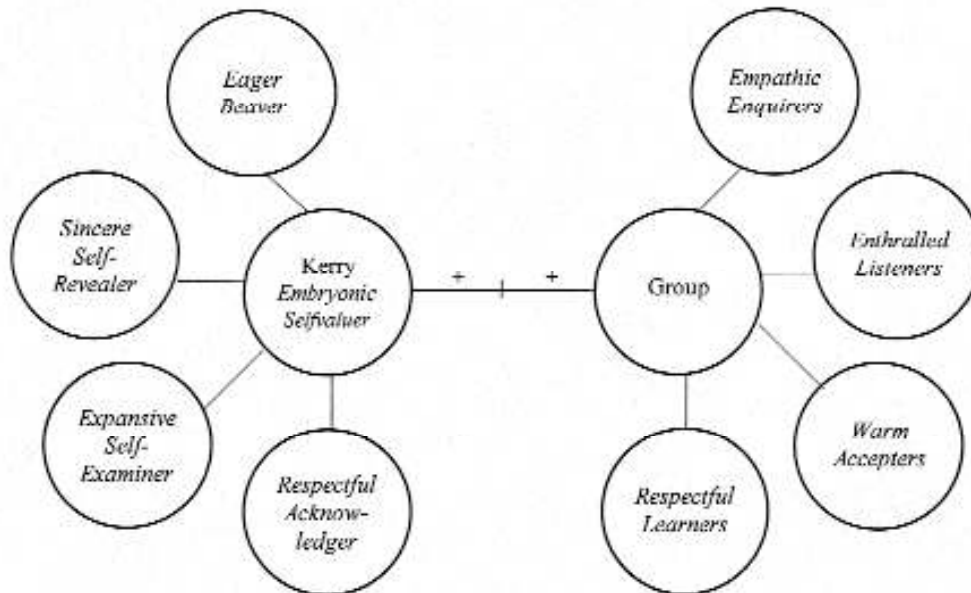 Eager
Beaver
Empathic
Enquirers
Sincere
Self-
Revealer
Kerry
Embryonic
Selfvaluer
+ +
Group
Enthralled
Listeners
Expansive
Self-
Examiner
Respectful
Acknow-
ledger
Respectful
Learners
Warm
Accepters